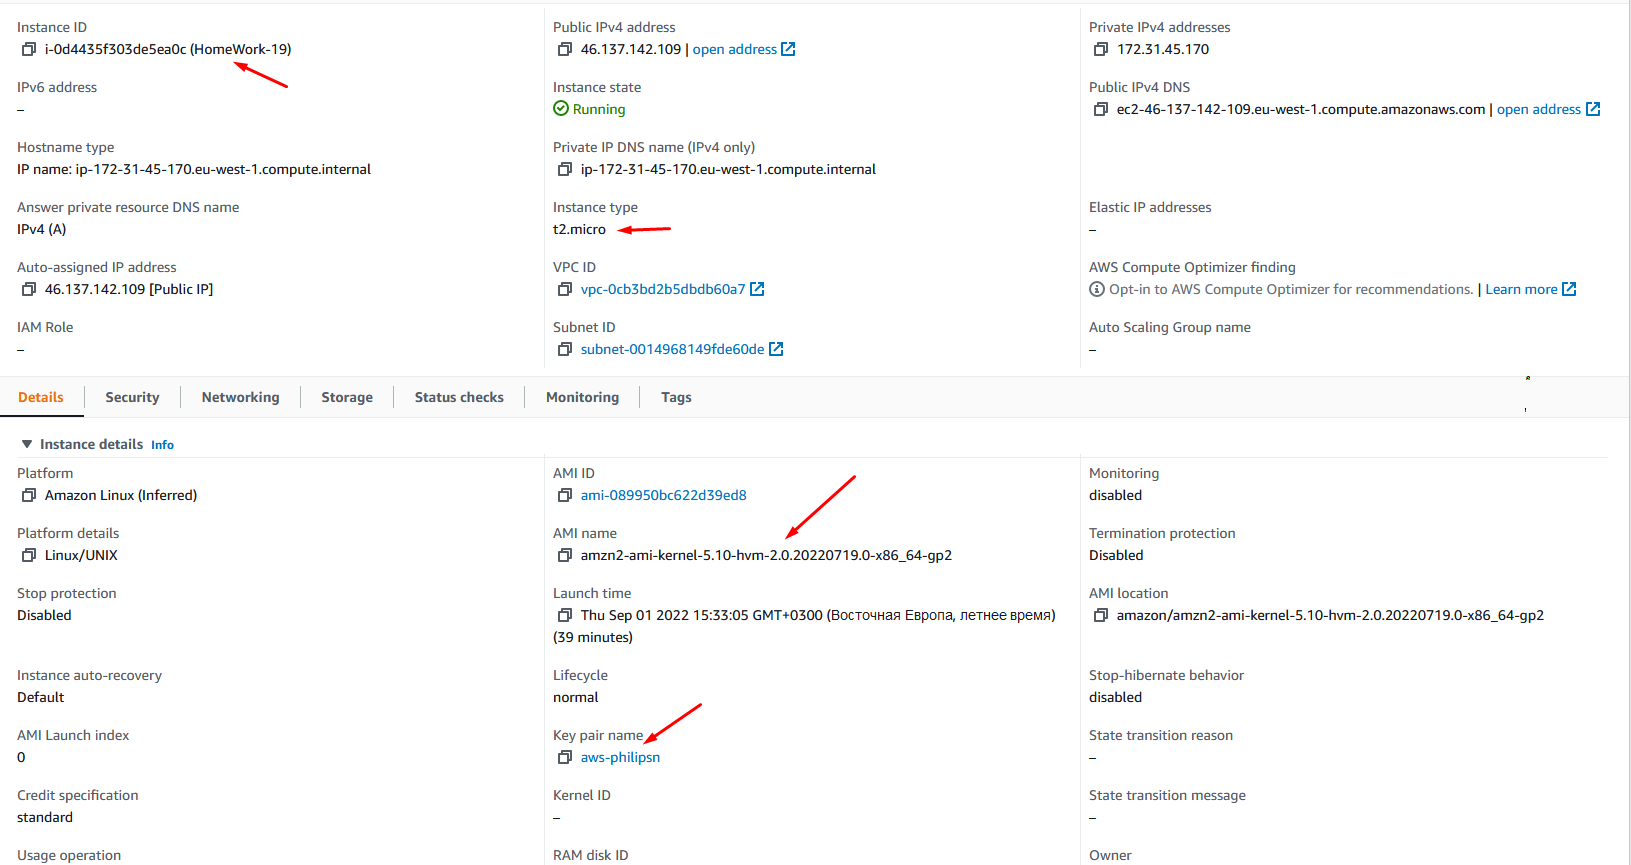 Instance ID
i-0d4435f303de5ea0c (HomeWork-19)
Public IPv4 address
46.137.142.109 | open address
Private IPv4 addresses
172.31.45.170
IPv6 address
–
Instance state
Running
Public IPv4 DNS
ec2-46-137-142-109.eu-west-1.compute.amazonaws.com | open address
Hostname type
IP name: ip-172-31-45-170.eu-west-1.compute.internal
Private IP DNS name (IPv4 only)
ip-172-31-45-170.eu-west-1.compute.internal
Answer private resource DNS name
IPv4 (A)
Instance type
t2.micro
Elastic IP addresses
–
Auto-assigned IP address
46.137.142.109 [Public IP]
VPC ID
vpc-0cb3bd2b5dbdb60a7
AWS Compute Optimizer finding
Opt-in to AWS Compute Optimizer for recommendations. | Learn more
IAM Role
–
Subnet ID
subnet-0014968149fde60de
Auto Scaling Group name
–
Details Security Networking Storage Status checks Monitoring Tags
Instance details Info
Platform
Amazon Linux (Inferred)
AMI ID
ami-089950bc622d39ed8
Monitoring
disabled
Platform details
Linux/UNIX
AMI name
amzn2-ami-kernel-5.10-hvm-2.0.20220719.0-x86_64-gp2
Termination protection
Disabled
Stop protection
Disabled
Launch time
Thu Sep 01 2022 15:33:05 GMT+0300 (Восточная Европа, летнее время)
(39 minutes)
AMI location
amazon/amzn2-ami-kernel-5.10-hvm-2.0.20220719.0-x86_64-gp2
Instance auto-recovery
Default
Lifecycle
normal
Stop-hibernate behavior
disabled
AMI Launch index
0
Key pair name
aws-philipsn
State transition reason
–
Credit specification
standard
Kernel ID
–
State transition message
–
Usage operation
RAM disk ID
Owner